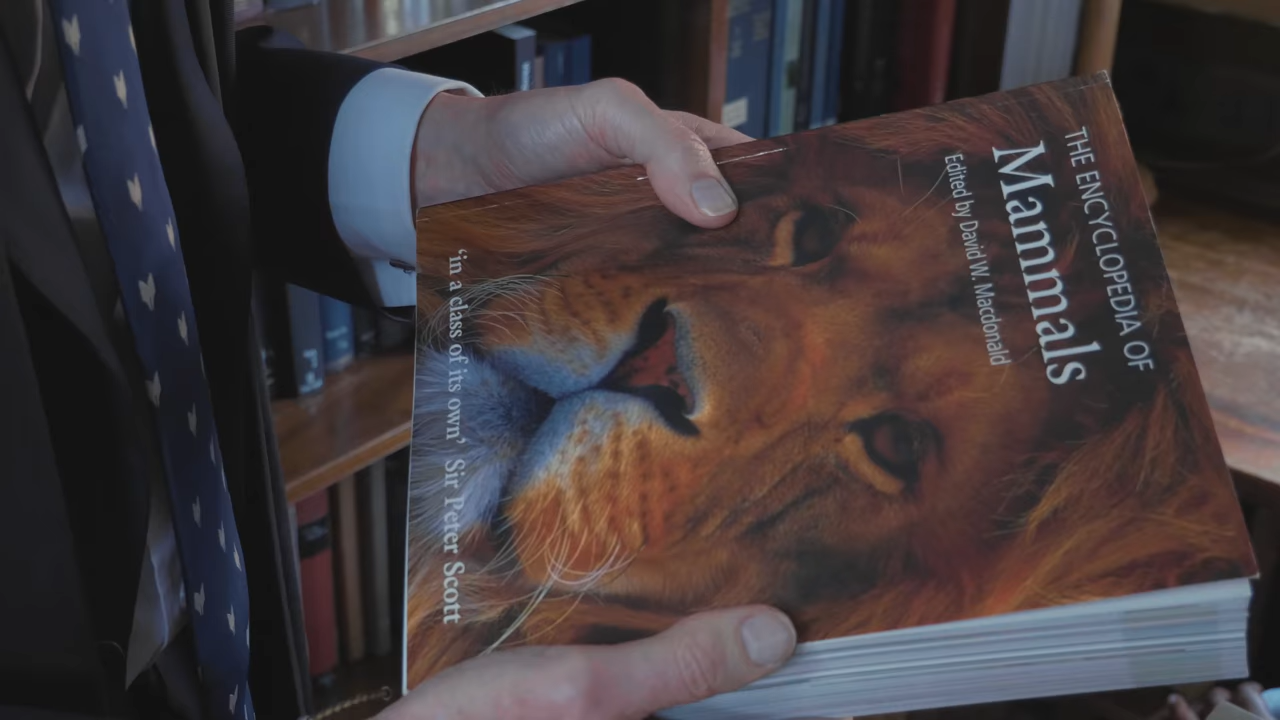 THE ENCYCLOPEDIA OF
Mammals
Edited by David W. Macdonald
‘in a class of its own’ Sir Peter Scott